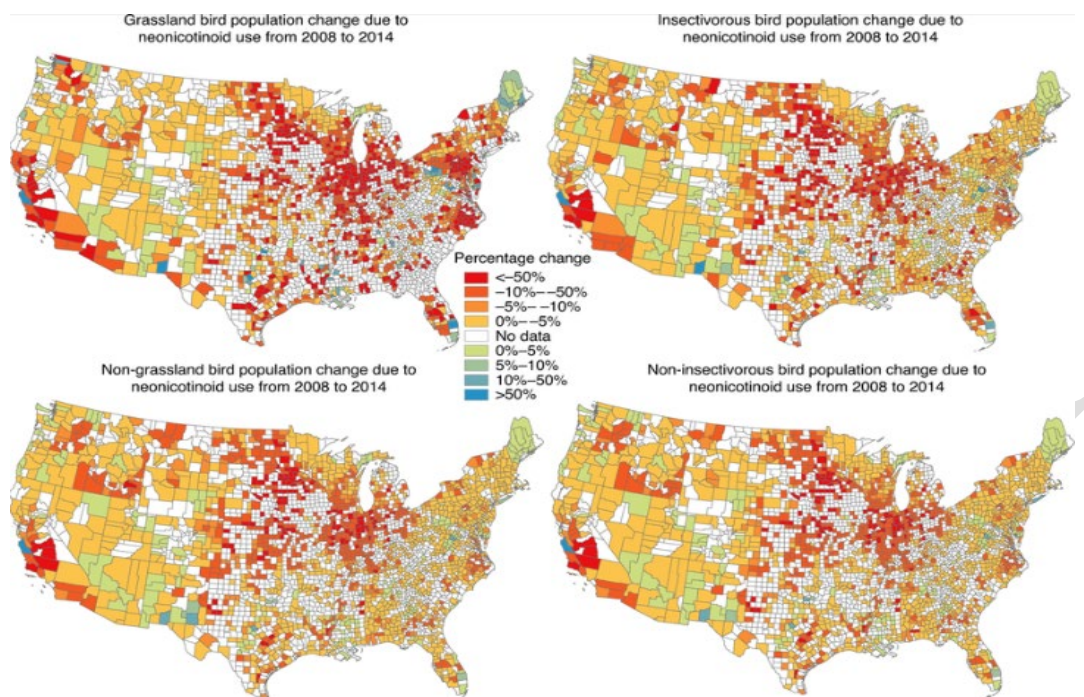 Grassland bird population change due to
neonicotinoid use from 2008 to 2014
Insectivorous bird population change due to
neonicotinoid use from 2008 to 2014
Percentage change
<–50%
–10%––50%
–5%––10%
0%––5%
No data
0%–5%
5%–10%
10%–50%
>50%
Non-grassland bird population change due to
neonicotinoid use from 2008 to 2014
Non-insectivorous bird population change due to
neonicotinoid use from 2008 to 2014